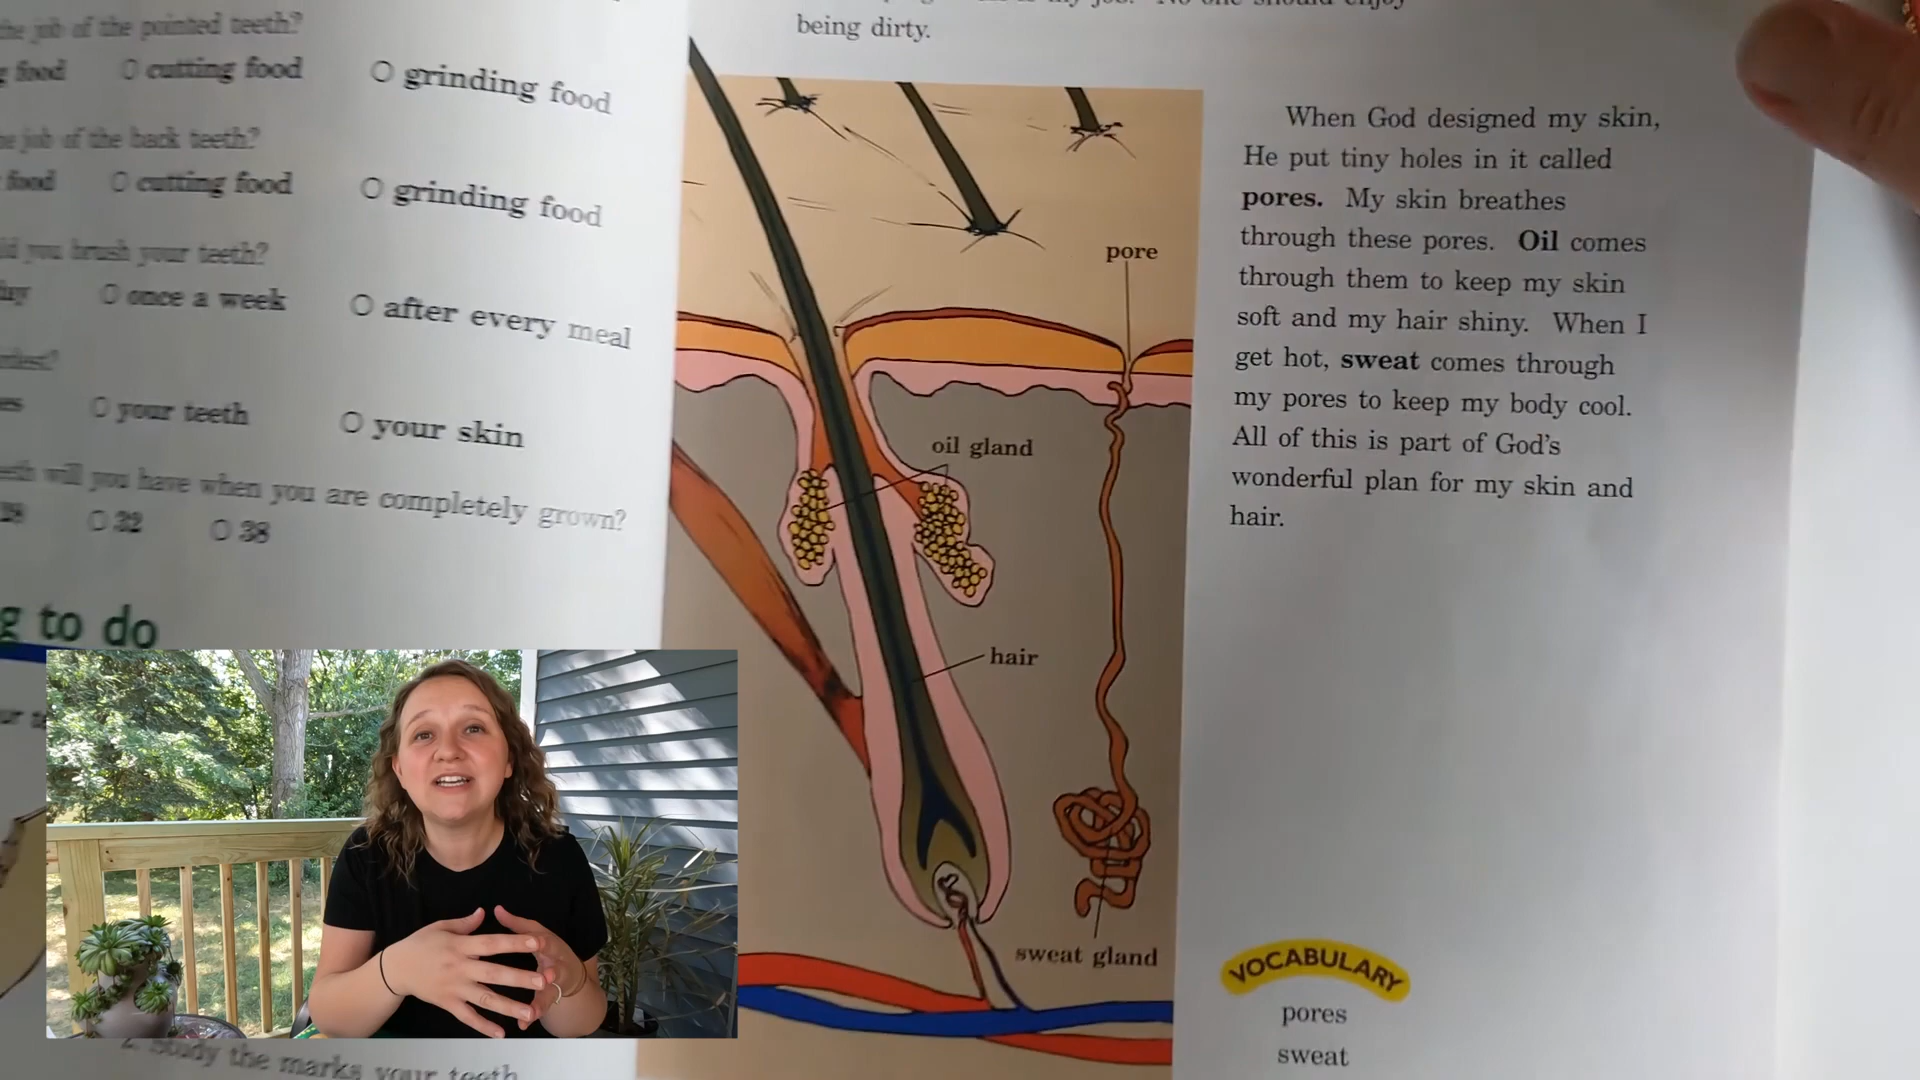 the job of the pointed teeth?
food O cutting food O grinding food
job of the back teeth?
food O cutting food O grinding food
you brush your teeth?
O once a week O after every meal
O your teeth O your skin
will you have when you are completely grown?
O 32 O 38
to do
2. Study the marks your teeth
being dirty.
pore
oil gland
hair
sweat gland
When God designed my skin,
He put tiny holes in it called
pores. My skin breathes
through these pores. Oil comes
through them to keep my skin
soft and my hair shiny. When I
get hot, sweat comes through
my pores to keep my body cool.
All of this is part of God's
wonderful plan for my skin and
hair.
VOCABULARY
pores
sweat